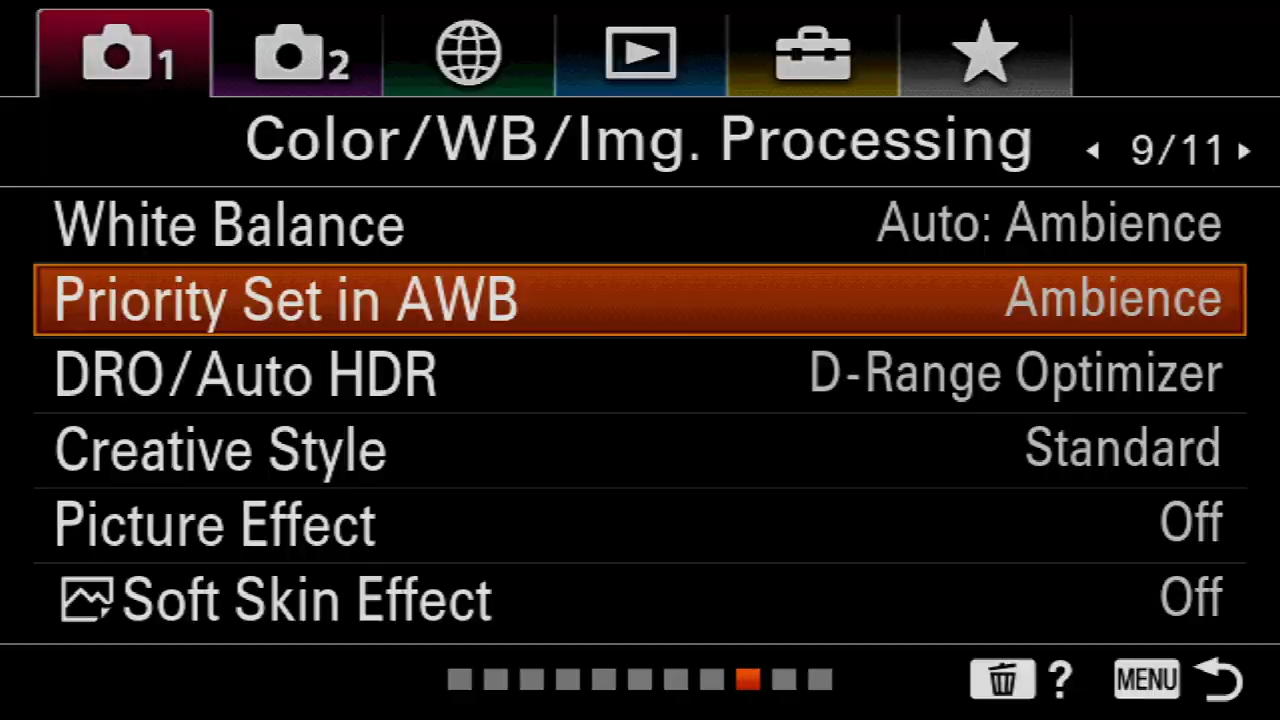 1 2
Color/WB/Img. Processing 9/11
White Balance Auto: Ambience
Priority Set in AWB Ambience
DRO/Auto HDR D-Range Optimizer
Creative Style Standard
Picture Effect Off
Soft Skin Effect Off
? MENU